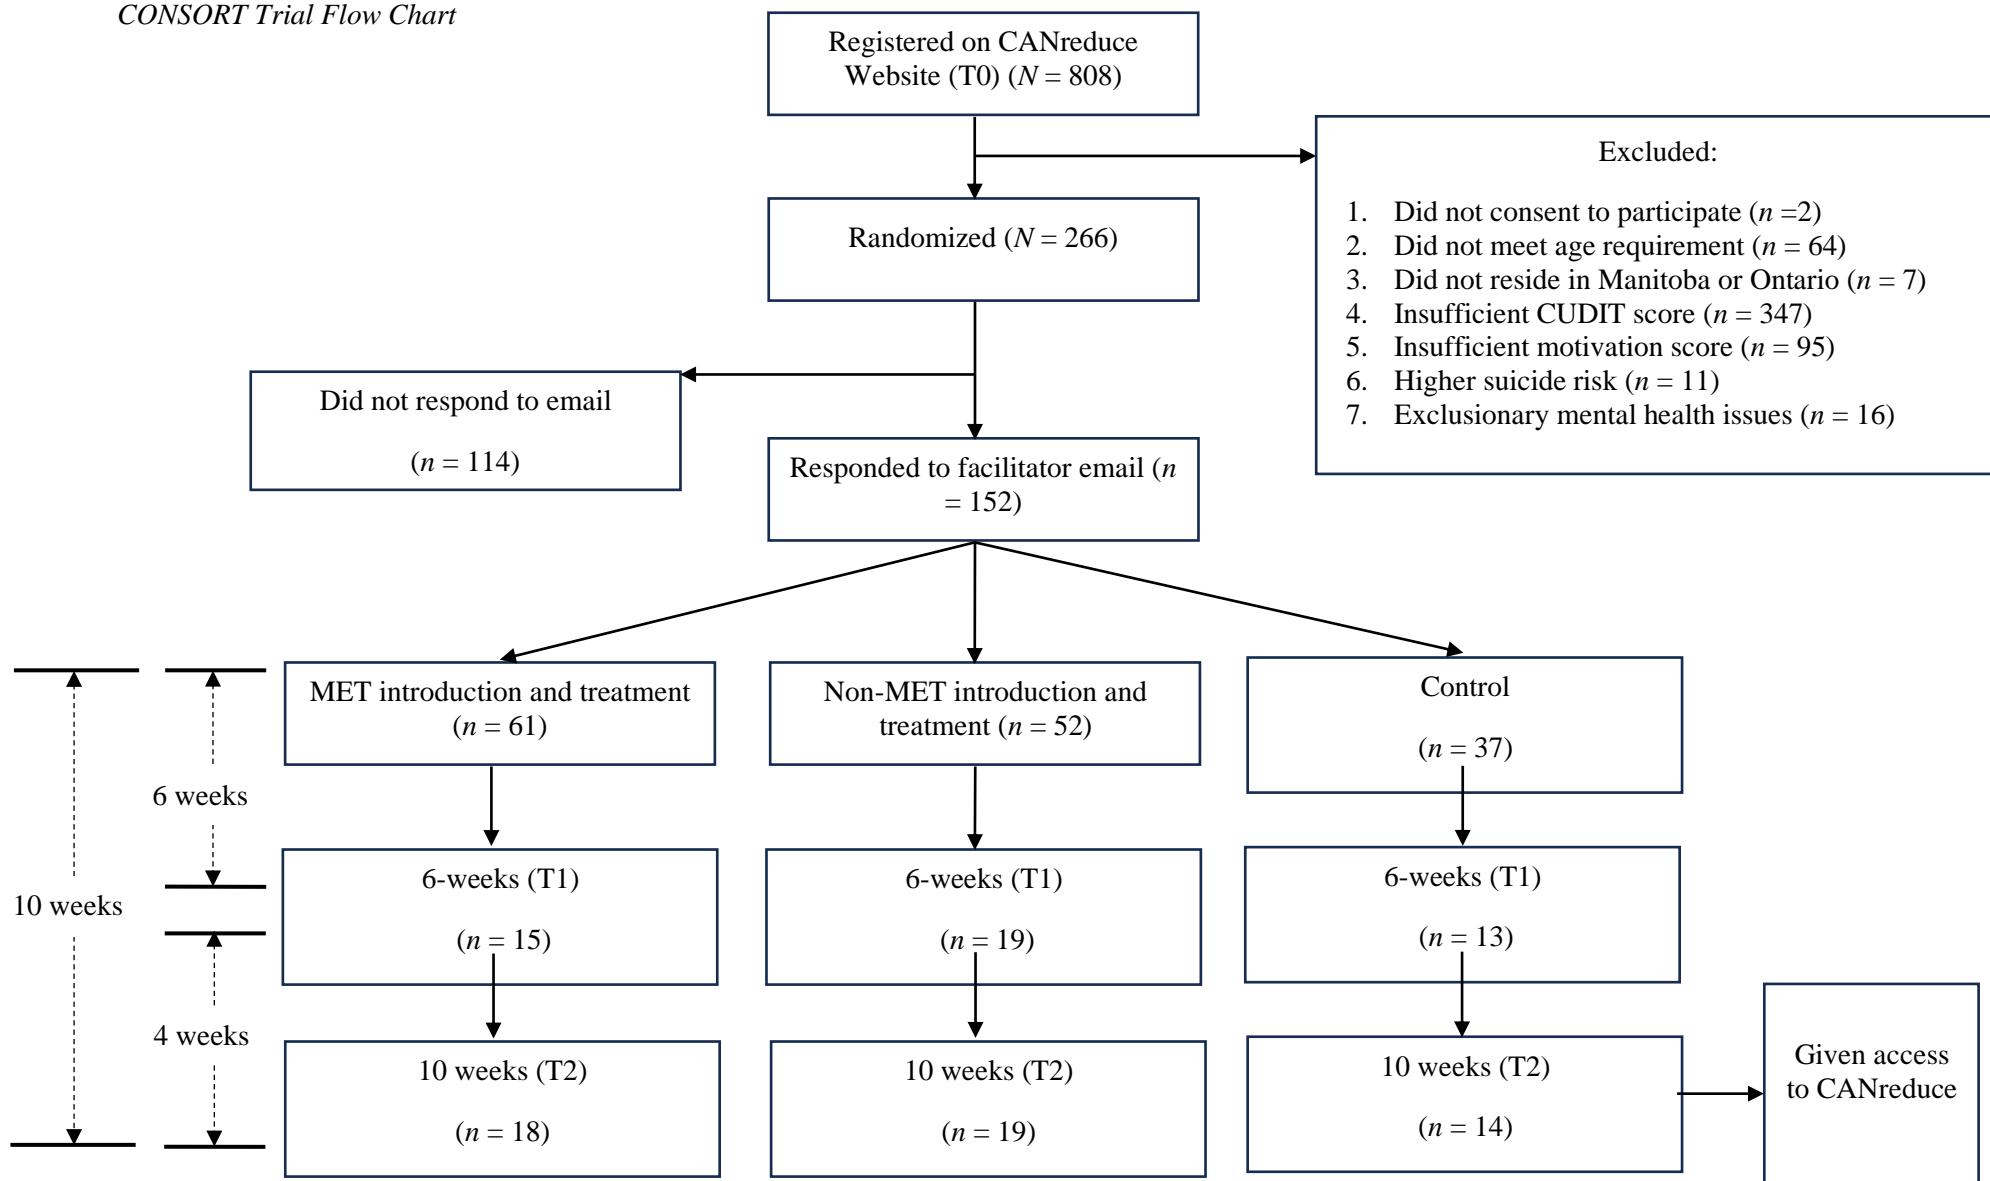 CONSORT Trial Flow Chart
Registered on CANreduce
Website (T0) (N = 808)
Excluded:
1. Did not consent to participate (n =2)
2. Did not meet age requirement (n = 64)
3. Did not reside in Manitoba or Ontario (n = 7)
4. Insufficient CUDIT score (n = 347)
5. Insufficient motivation score (n = 95)
6. Higher suicide risk (n = 11)
7. Exclusionary mental health issues (n = 16)
Randomized (N = 266)
Did not respond to email
(n = 114)
Responded to facilitator email (n
= 152)
MET introduction and treatment
(n = 61)
Non-MET introduction and
treatment (n = 52)
Control
(n = 37)
6 weeks
10 weeks
4 weeks
6-weeks (T1)
(n = 15)
6-weeks (T1)
(n = 19)
6-weeks (T1)
(n = 13)
10 weeks (T2)
(n = 18)
10 weeks (T2)
(n = 19)
10 weeks (T2)
(n = 14)
Given access
to CANreduce